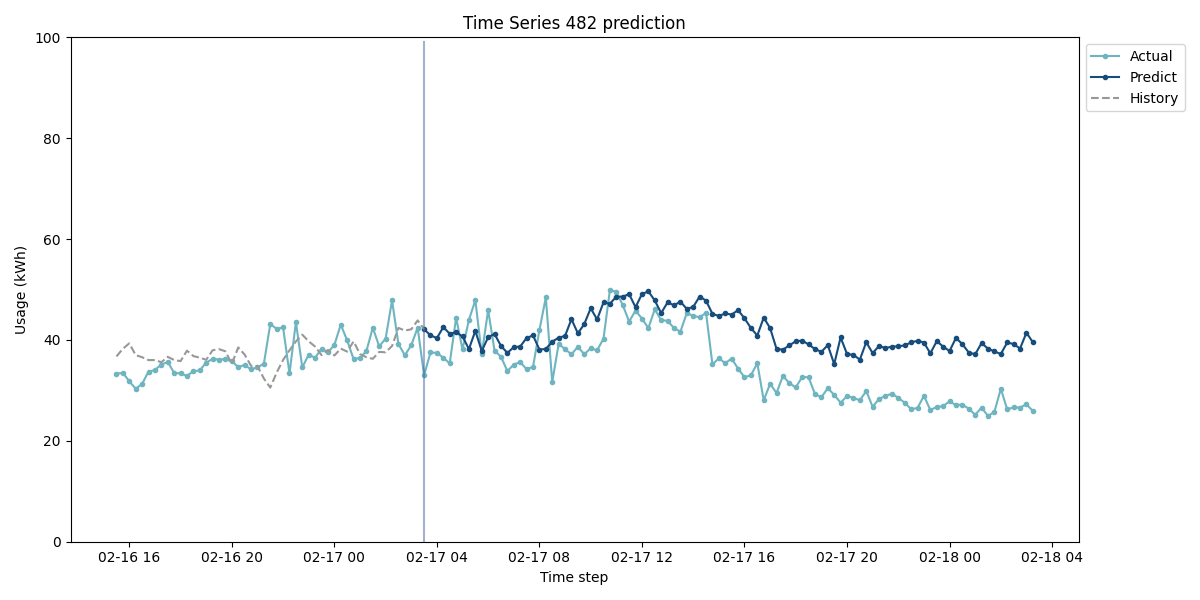 Time Series 482 prediction
Usage (kWh)
100
80
60
40
20
0
02-16 16
02-16 20
02-17 00
02-17 04
02-17 08
02-17 12
02-17 16
02-17 20
02-18 00
02-18 04
Time step
Actual
Predict
History